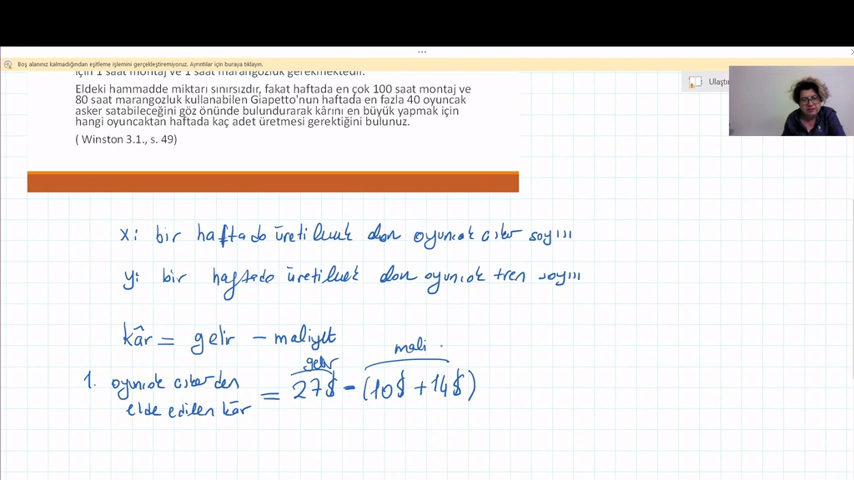 ...
Boş alanınız kalmadığından eşitleme işlemini gerçekleştiremiyoruz. Ayrıntılar için buraya tıklayın.
için 1 saat montaj ve 1 saat marangozluk gerekmektedir.
Ulaştır
Eldeki hammadde miktarı sınırsızdır, fakat haftada en çok 100 saat montaj ve
80 saat marangozluk kullanabilen Giapetto'nun haftada en fazla 40 oyuncak
asker satabileceğini göz önünde bulundurarak kârını en büyük yapmak için
hangi oyuncaktan haftada kaç adet üretmesi gerektiğini bulunuz.
( Winston 3.1., s. 49)
x: bir haftada üretilecek olan oyuncak asker sayısı
y: bir haftada üretilecek olan oyuncak tren sayısı
kâr = gelir - maliyet
gelir mali
1. oyuncak askerden
elde edilen kâr = 27$ - (10$ + 14$)